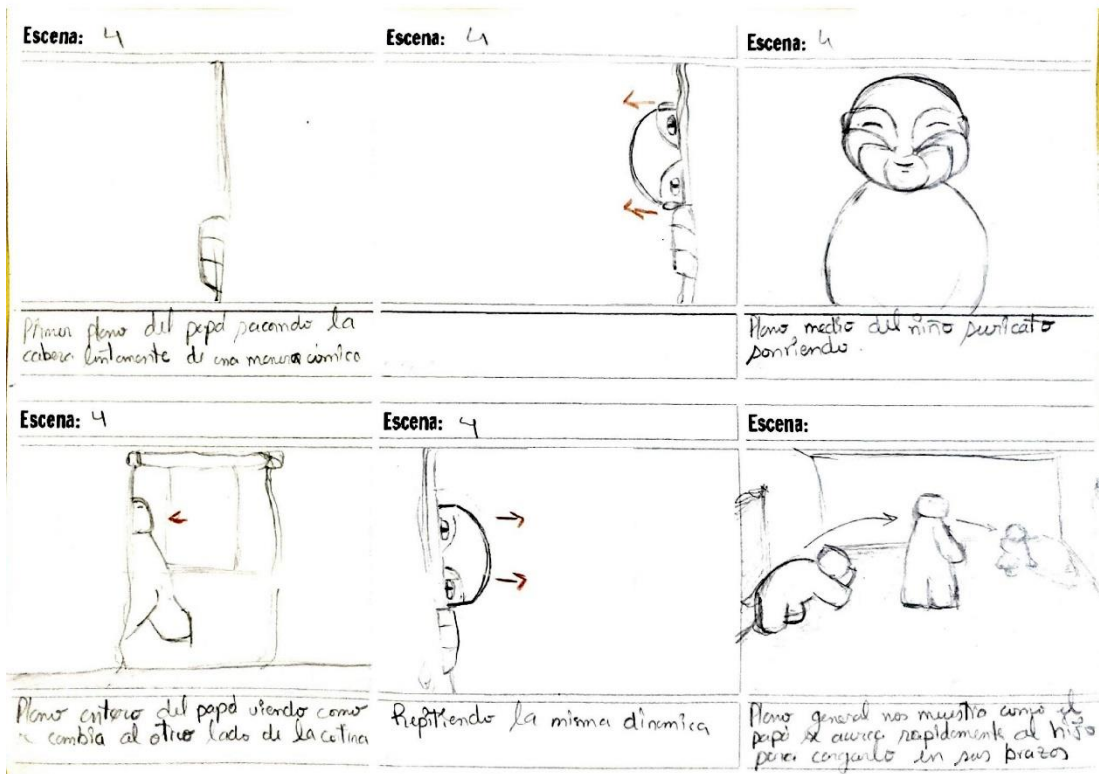 Escena: 4
Escena: 4
Escena: 4
Primer plano del papá sacando la
cabeza lentamente de una manera cómica
Plano medio del niño suricato
sonriendo.
Escena: 4
Escena: 4
Escena:
Plano entero del papá viendo como
se cambia al otro lado de la cotina
Repitiendo la misma dinamica
Plano general nos muestra como el
papá se acerca rapidamente al hijo
para cargarlo en sus brazos